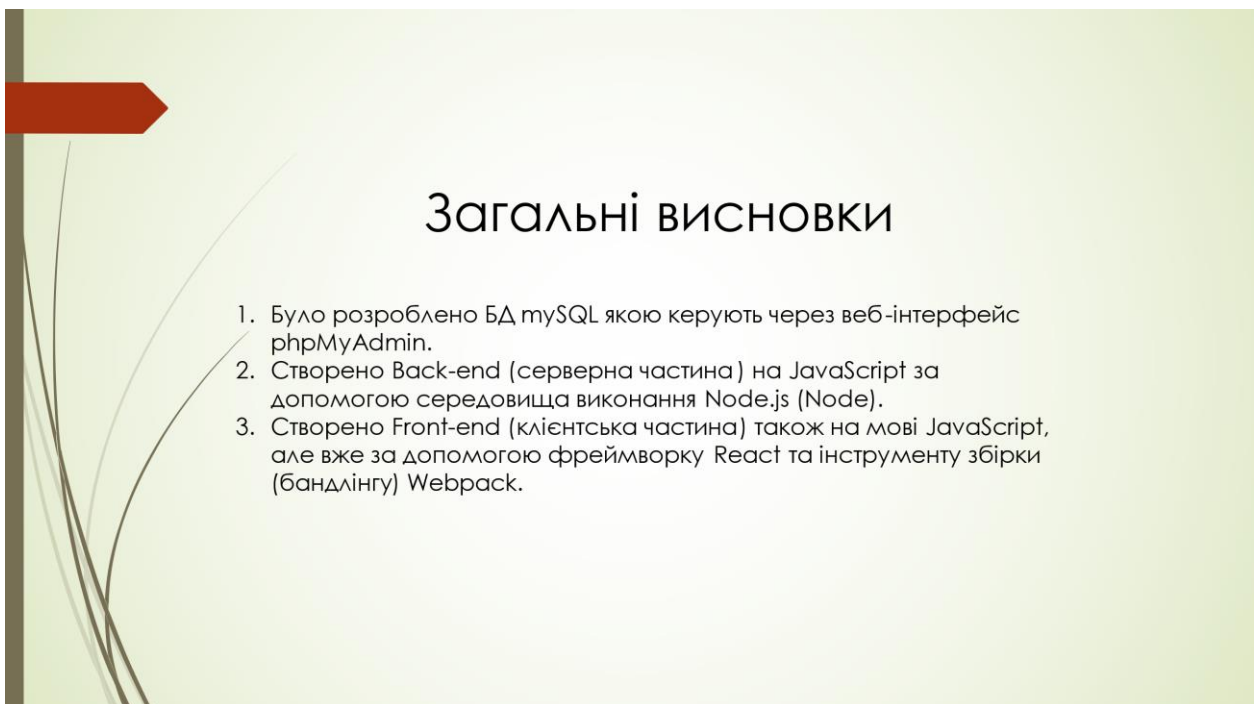 Загальні висновки
1. Було розроблено БД mySQL якою керують через веб-інтерфейс
phpMyAdmin.
2. Створено Back-end (серверна частина) на JavaScript за
допомогою середовища виконання Node.js (Node).
3. Створено Front-end (клієнтська частина) також на мові JavaScript,
але вже за допомогою фреймворку React та інструменту збірки
(бандлінгу) Webpack.